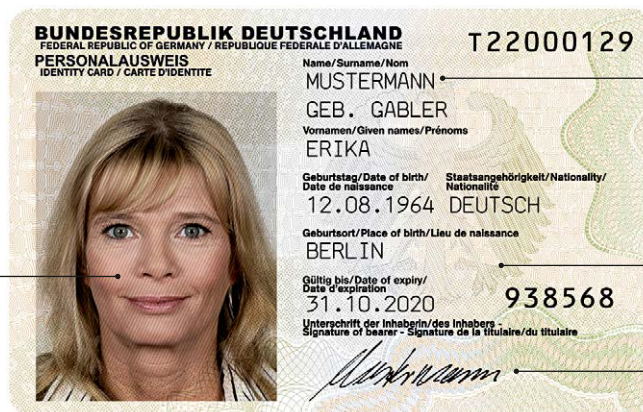 BUNDESREPUBLIK DEUTSCHLAND
FEDERAL REPUBLIC OF GERMANY / REPUBLIQUE FEDERALE D'ALLEMAGNE
PERSONALAUSWEIS
IDENTITY CARD / CARTE D'IDENTITE
T22000129
Name/Surname/Nom
MUSTERMANN
GEB. GABLER
Vornamen/Given names/Prénoms
ERIKA
Geburtstag/Date of birth/
Date de naissance
Staatsangehörigkeit/Nationality/
Nationalité
12.08.1964 DEUTSCH
Geburtsort/Place of birth/Lieu de naissance
BERLIN
Gültig bis/Date of expiry/
Date d'expiration
31.10.2020 938568
Unterschrift der Inhaberin/des Inhabers -
Signature of bearer - Signature de la titulaire/du titulaire
Mustermann